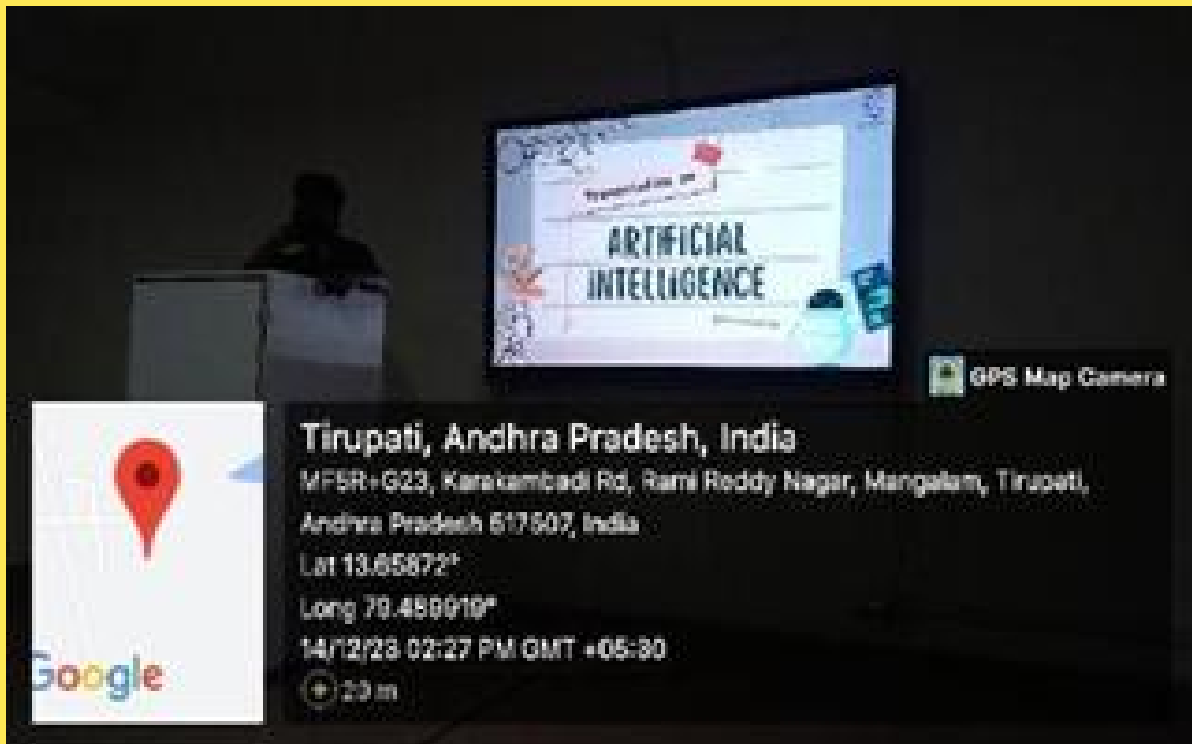 Presentation on
ARTIFICIAL
INTELLIGENCE
GPS Map Camera
Tirupati, Andhra Pradesh, India
MF5R+G23, Karakambadi Rd, Rami Reddy Nagar, Mangalam, Tirupati,
Andhra Pradesh 517507, India
Lat 13.65872°
Long 79.489919°
14/12/23 02:27 PM GMT +05:30
Google